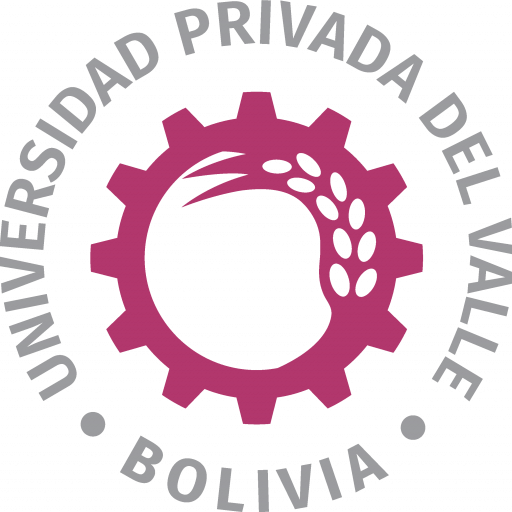 UNIVERSIDAD PRIVADA DEL VALLE
• BOLIVIA •